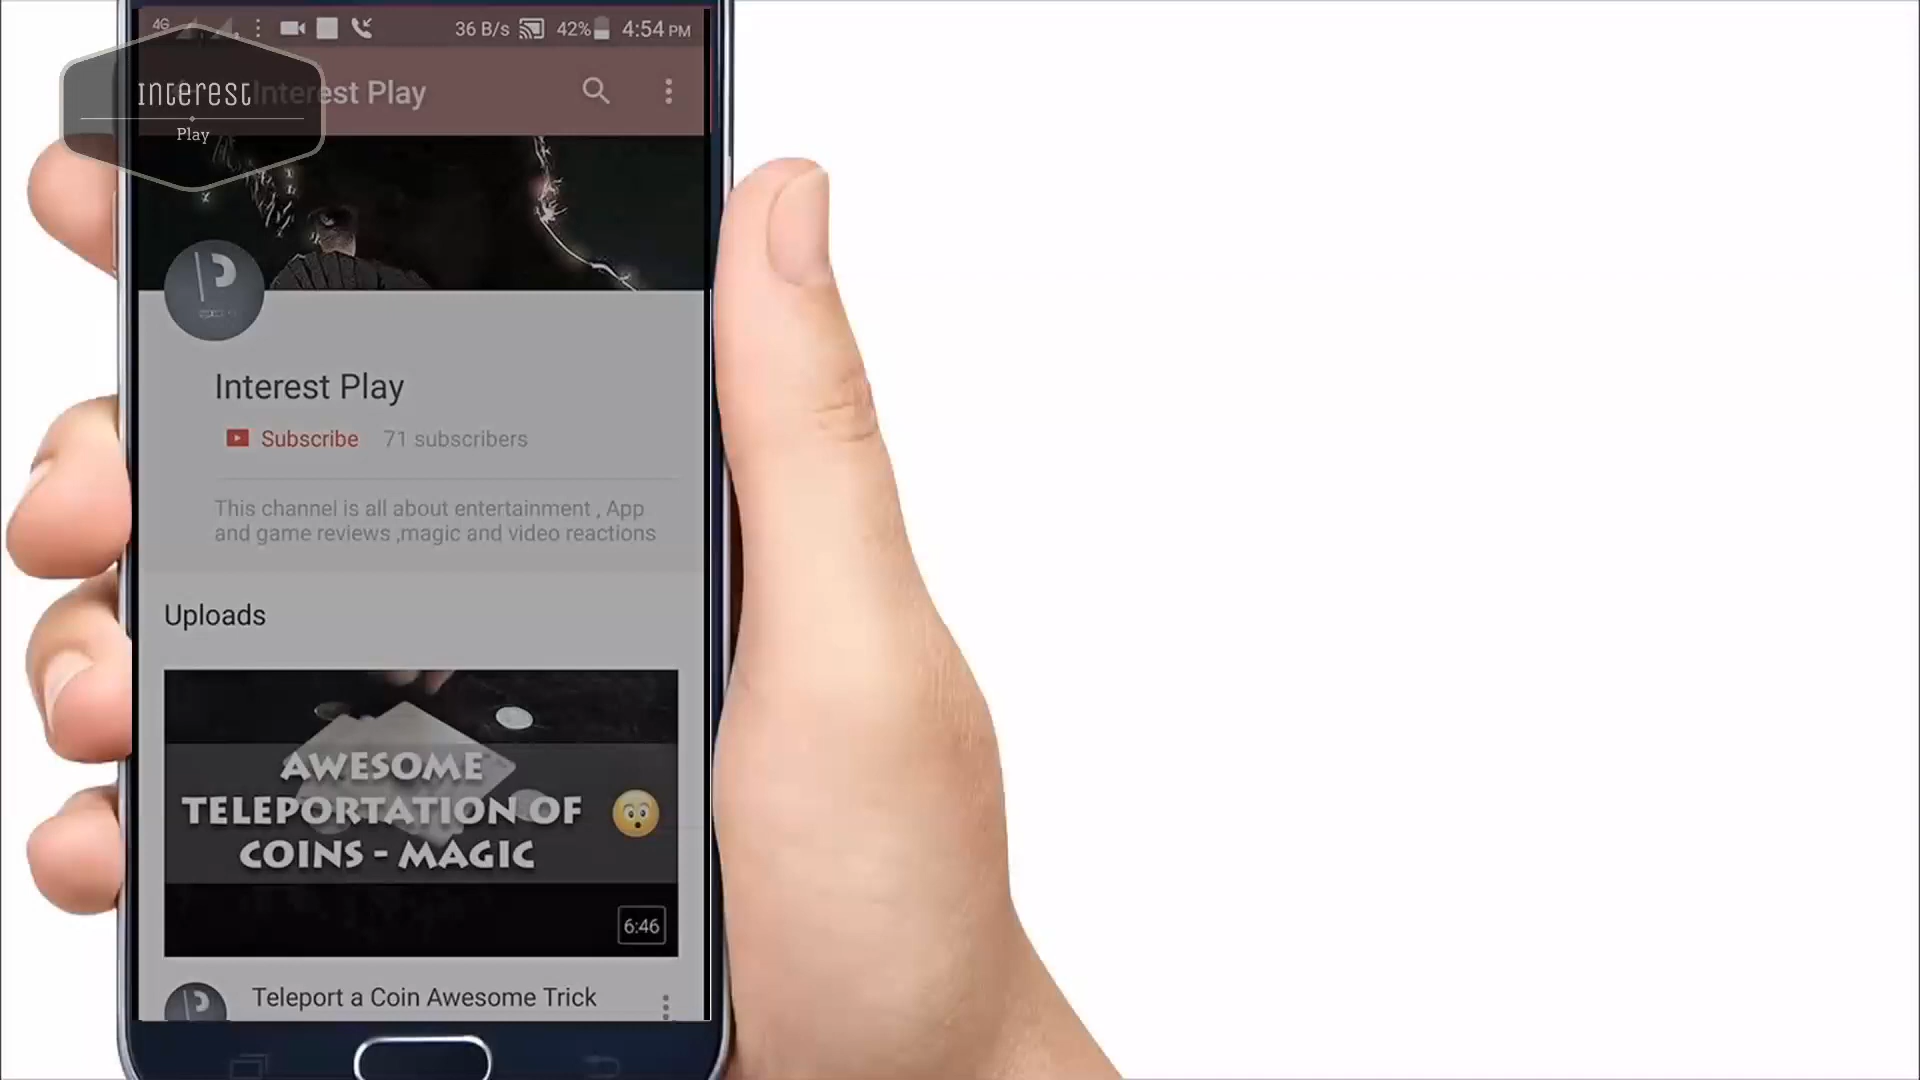 4G 36 B/s 42% 4:54 PM
Interest
Play
Interest Play
Interest Play
Subscribe 71 subscribers
This channel is all about entertainment , App
and game reviews ,magic and video reactions
Uploads
AWESOME
TELEPORTATION OF
COINS - MAGIC
6:46
Teleport a Coin Awesome Trick